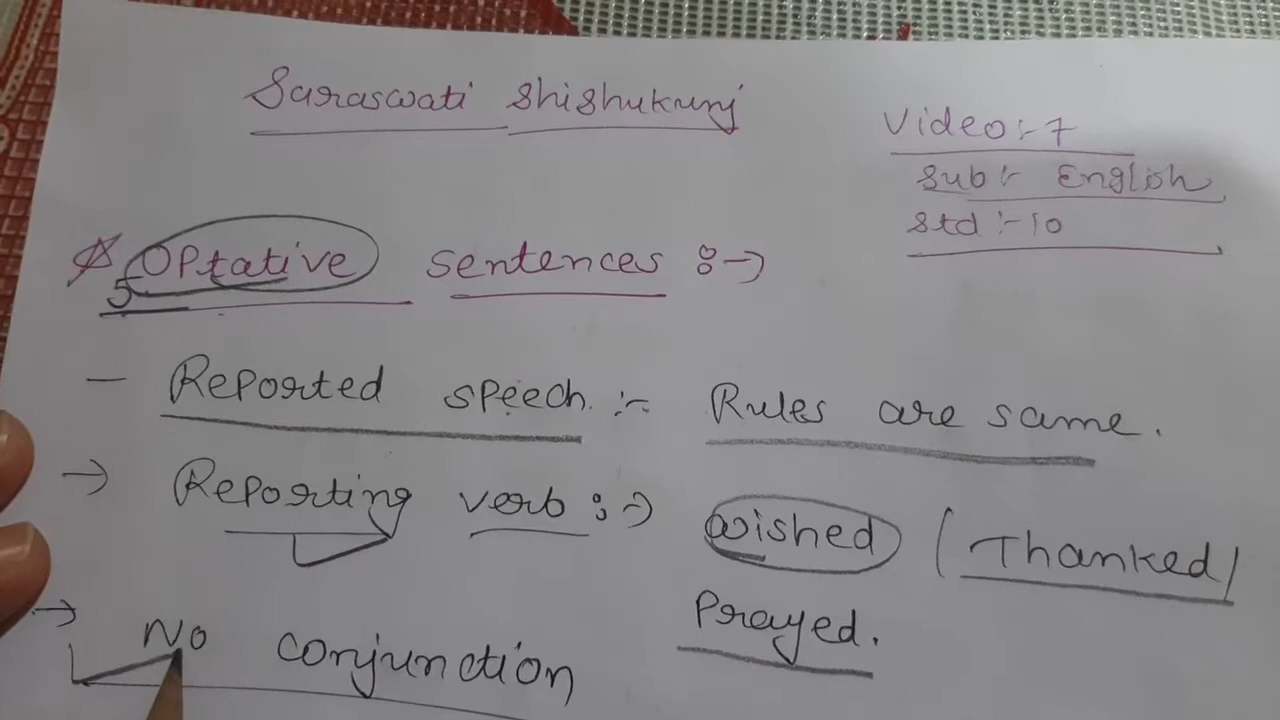 Saraswati Shishukunj
Video:- 7
Sub:- English
Std :- 10
5 Optative sentences :-)
- Reported speech :- Rules are same.
→ Reporting verb :-) wished / Thanked /
Prayed.
→ No conjunction